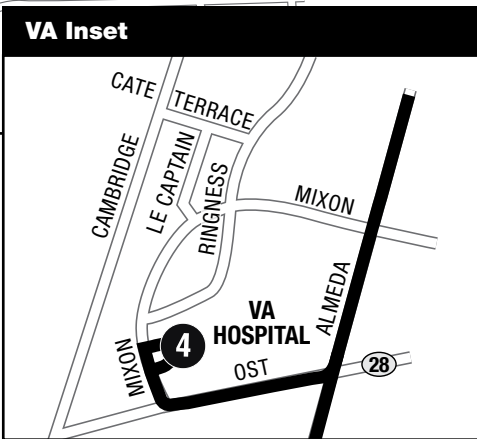 VA Inset
CATE TERRACE
CAMBRIDGE
LE CAPTAIN
RINGNESS
MIXON
ALMEDA
VA
HOSPITAL
MIXON
4
OST
28